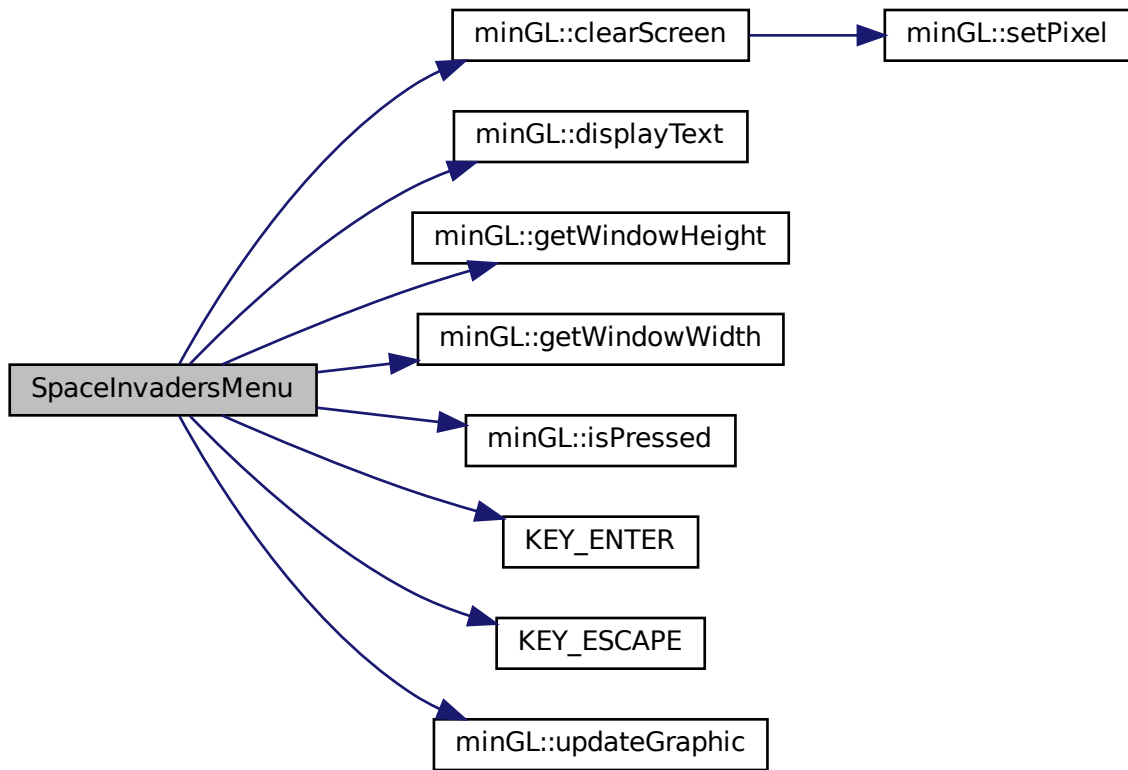 minGL::clearScreen
minGL::setPixel
minGL::displayText
minGL::getWindowHeight
minGL::getWindowWidth
SpaceInvadersMenu
minGL::isPressed
KEY_ENTER
KEY_ESCAPE
minGL::updateGraphic